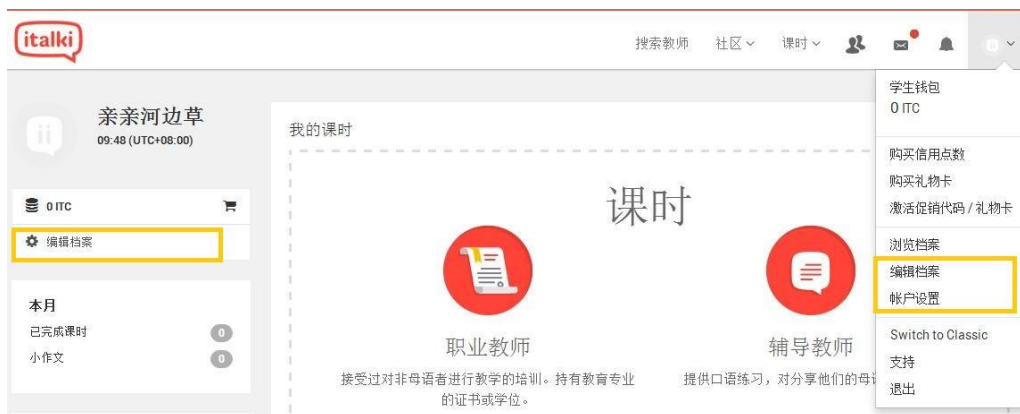 italki
搜索教师 社区 课时
亲亲河边草
09:48 (UTC+08:00)
0 ITC
编辑档案
本月
已完成课时 0
小作文 0
我的课时
课时
职业教师
接受过对非母语者进行教学的培训。持有教育专业
的证书或学位。
辅导教师
提供口语练习，对分享他们的母
学生钱包
0 ITC
购买信用点数
购买礼物卡
激活促销代码 / 礼物卡
浏览档案
编辑档案
帐户设置
Switch to Classic
支持
退出